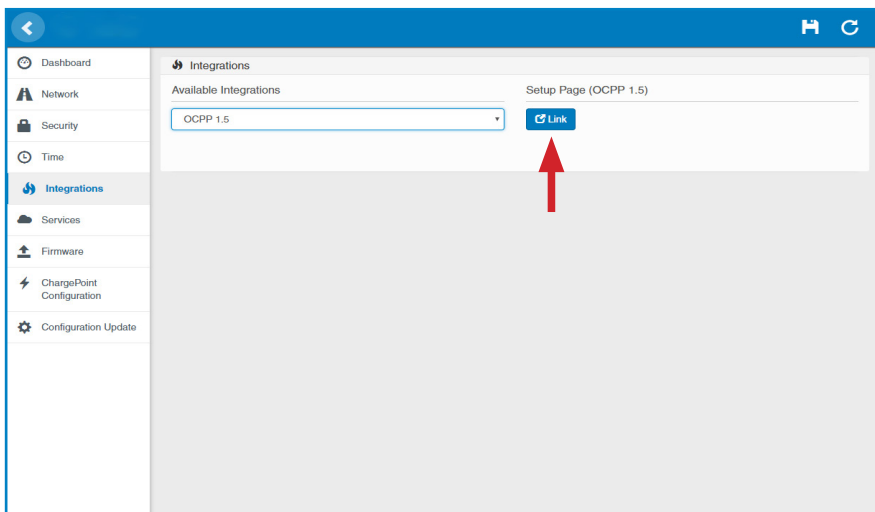 Dashboard
Network
Security
Time
Integrations
Services
Firmware
ChargePoint
Configuration
Configuration Update
Integrations
Available Integrations
OCPP 1.5
Setup Page (OCPP 1.5)
Link